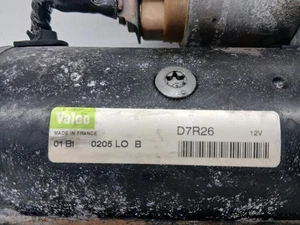 Valeo
MADE IN FRANCE
D7R26 12V
01 BI 0205 LO B